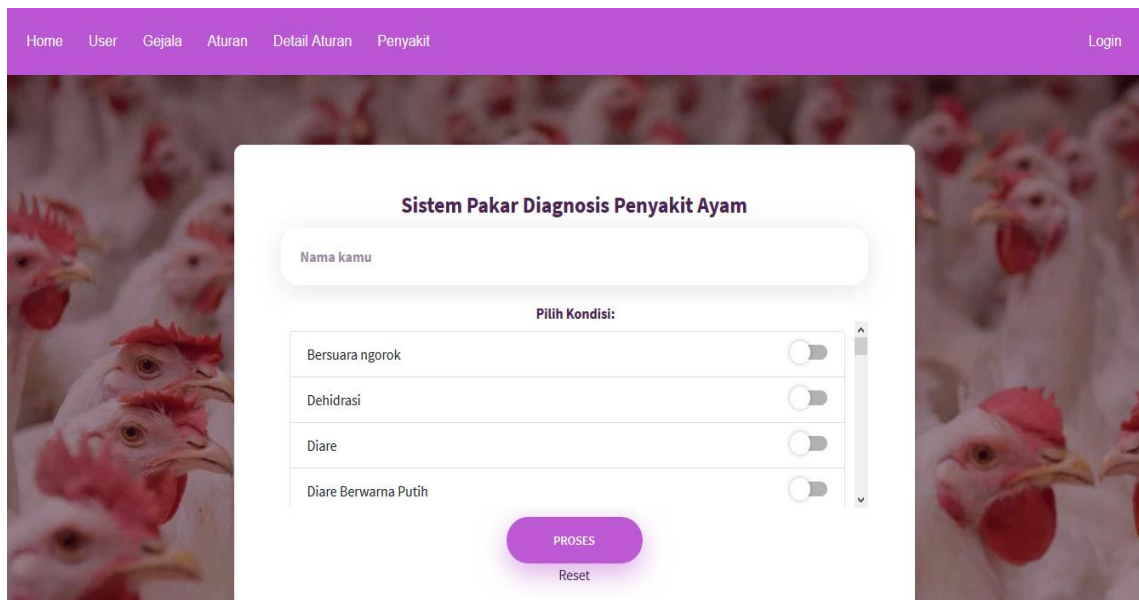 Home User Gejala Aturan Detail Aturan Penyakit Login
Sistem Pakar Diagnosis Penyakit Ayam
Nama kamu
Pilih Kondisi:
Bersuara ngorok
Dehidrasi
Diare
Diare Berwarna Putih
PROSES
Reset